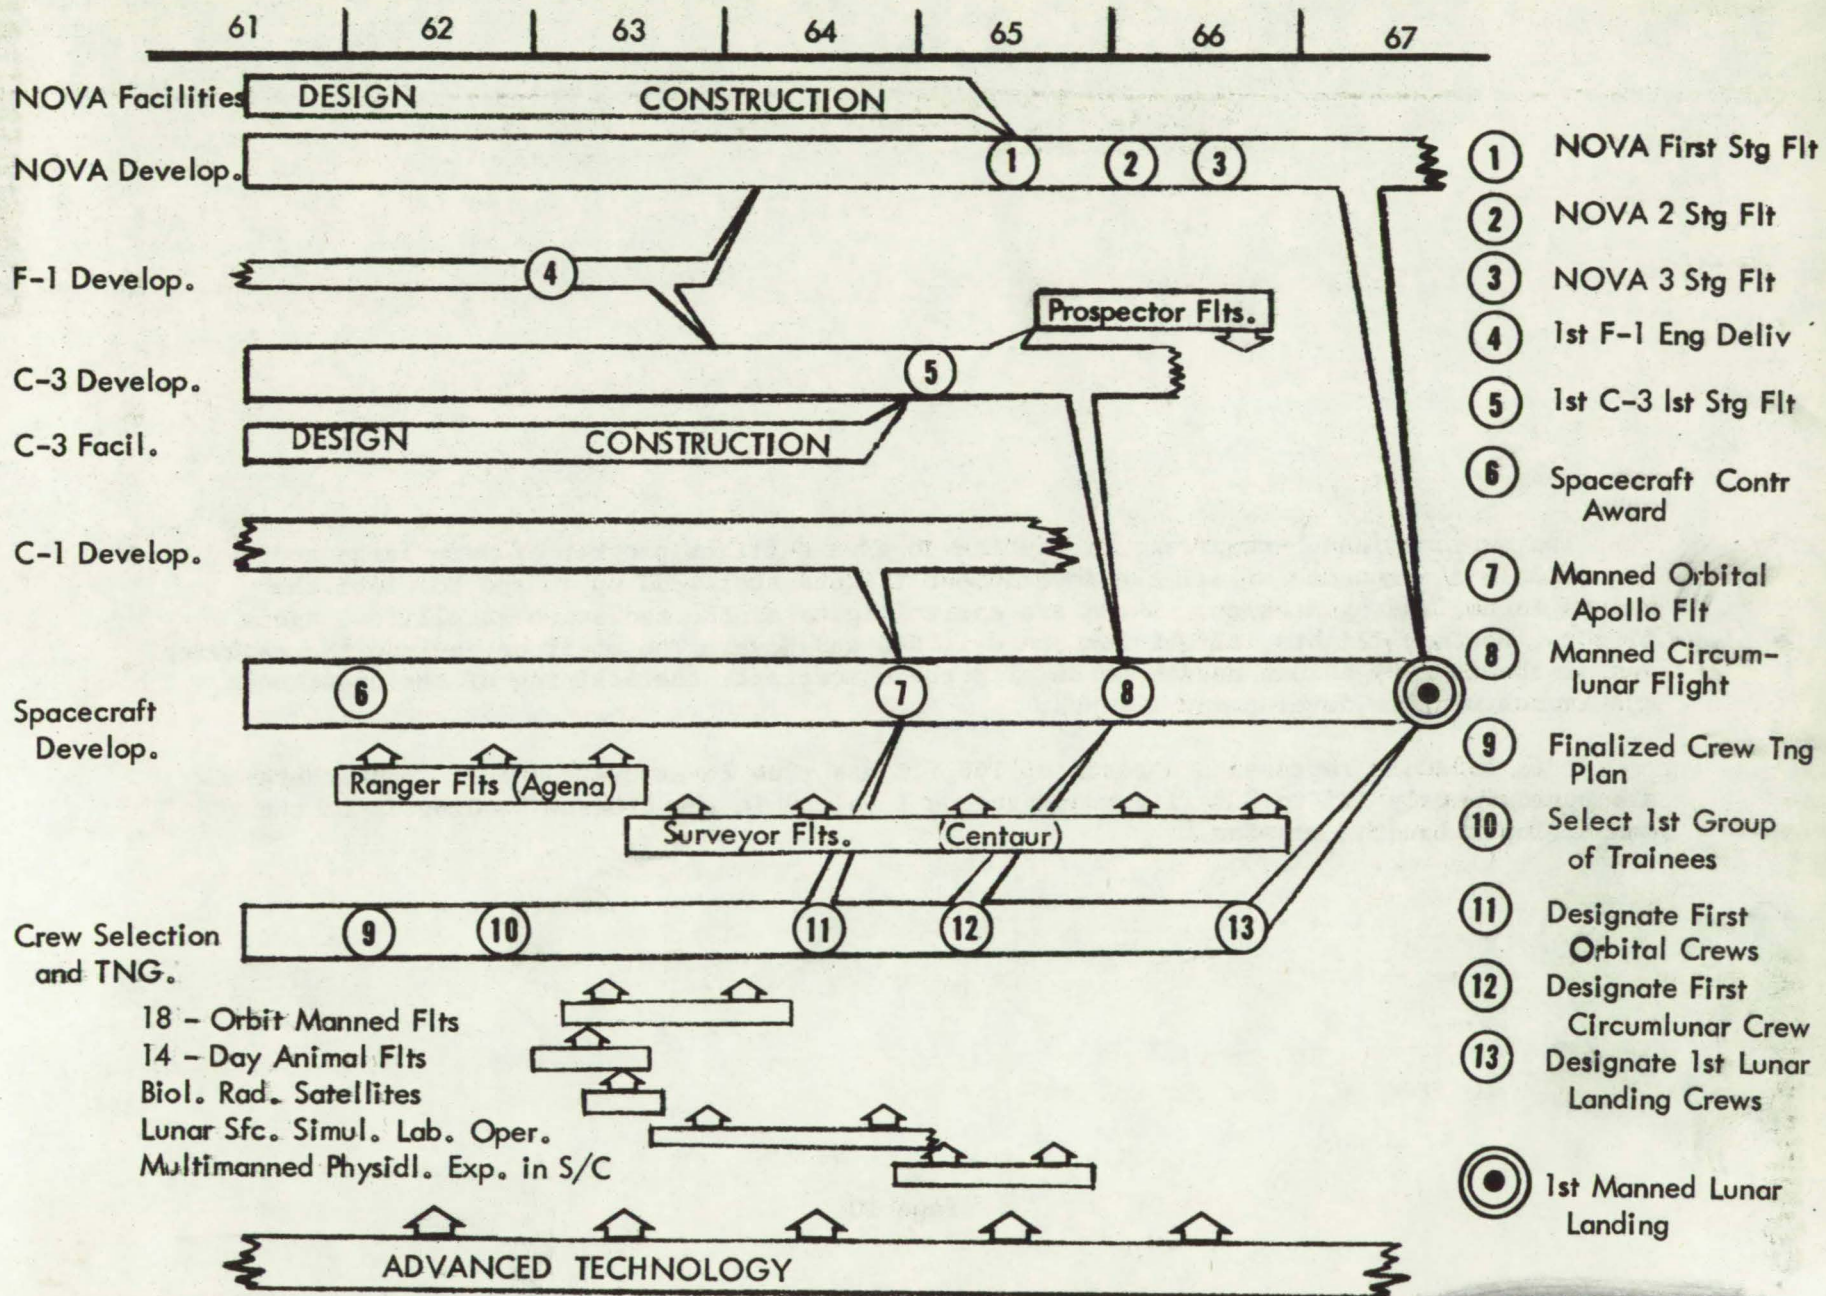 61 62 63 64 65 66 67
NOVA Facilities
DESIGN CONSTRUCTION
NOVA Develop.
1 2 3
F-1 Develop.
4
Prospector Flts.
C-3 Develop.
5
C-3 Facil.
DESIGN CONSTRUCTION
C-1 Develop.
Spacecraft
Develop.
6 7 8
Ranger Flts (Agena)
Surveyor Flts. (Centaur)
Crew Selection
and TNG.
9 10 11 12 13
18 - Orbit Manned Flts
14 - Day Animal Flts
Biol. Rad. Satellites
Lunar Sfc. Simul. Lab. Oper.
Multimanned Physidl. Exp. in S/C
ADVANCED TECHNOLOGY
1 NOVA First Stg Flt
2 NOVA 2 Stg Flt
3 NOVA 3 Stg Flt
4 1st F-1 Eng Deliv
5 1st C-3 1st Stg Flt
6 Spacecraft Contr
Award
7 Manned Orbital
Apollo Flt
8 Manned Circum-
lunar Flight
9 Finalized Crew Tng
Plan
10 Select 1st Group
of Trainees
11 Designate First
Orbital Crews
12 Designate First
Circumlunar Crew
13 Designate 1st Lunar
Landing Crews
1st Manned Lunar
Landing